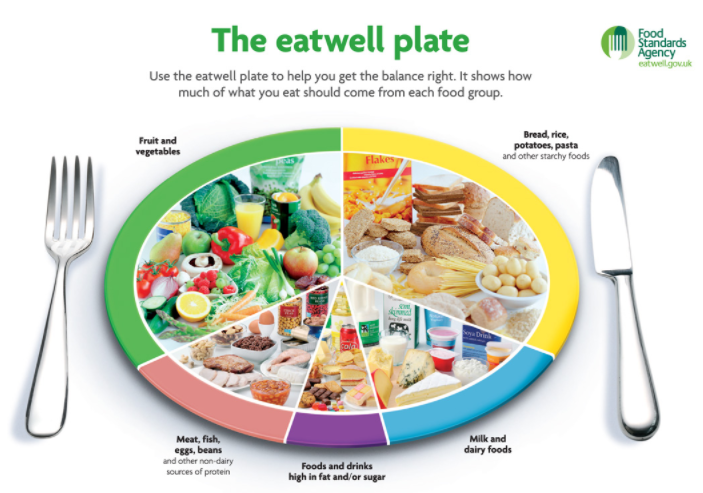 The eatwell plate
Food
Standards
Agency
eatwell.gov.uk
Use the eatwell plate to help you get the balance right. It shows how
much of what you eat should come from each food group.
Fruit and
vegetables
Bread, rice,
potatoes, pasta
and other starchy foods
Peas
Flakes
Soya Drink
cola
Meat, fish,
eggs, beans
and other non-dairy
sources of protein
Foods and drinks
high in fat and/or sugar
Milk and
dairy foods